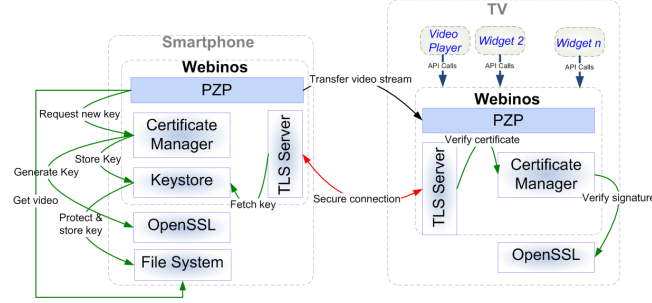 TV
Smartphone
Video
Player
Widget 2
Widget n
API Calls
API Calls
API Calls
Webinos
PZP
Transfer video stream
Webinos
PZP
Request new key
Certificate
Manager
Store Key
Generate Key
Keystore
TLS Server
Get video
Fetch key
Protect &
store key
OpenSSL
File System
Secure connection
Verify certificate
TLS Server
Certificate
Manager
Verify signature
OpenSSL